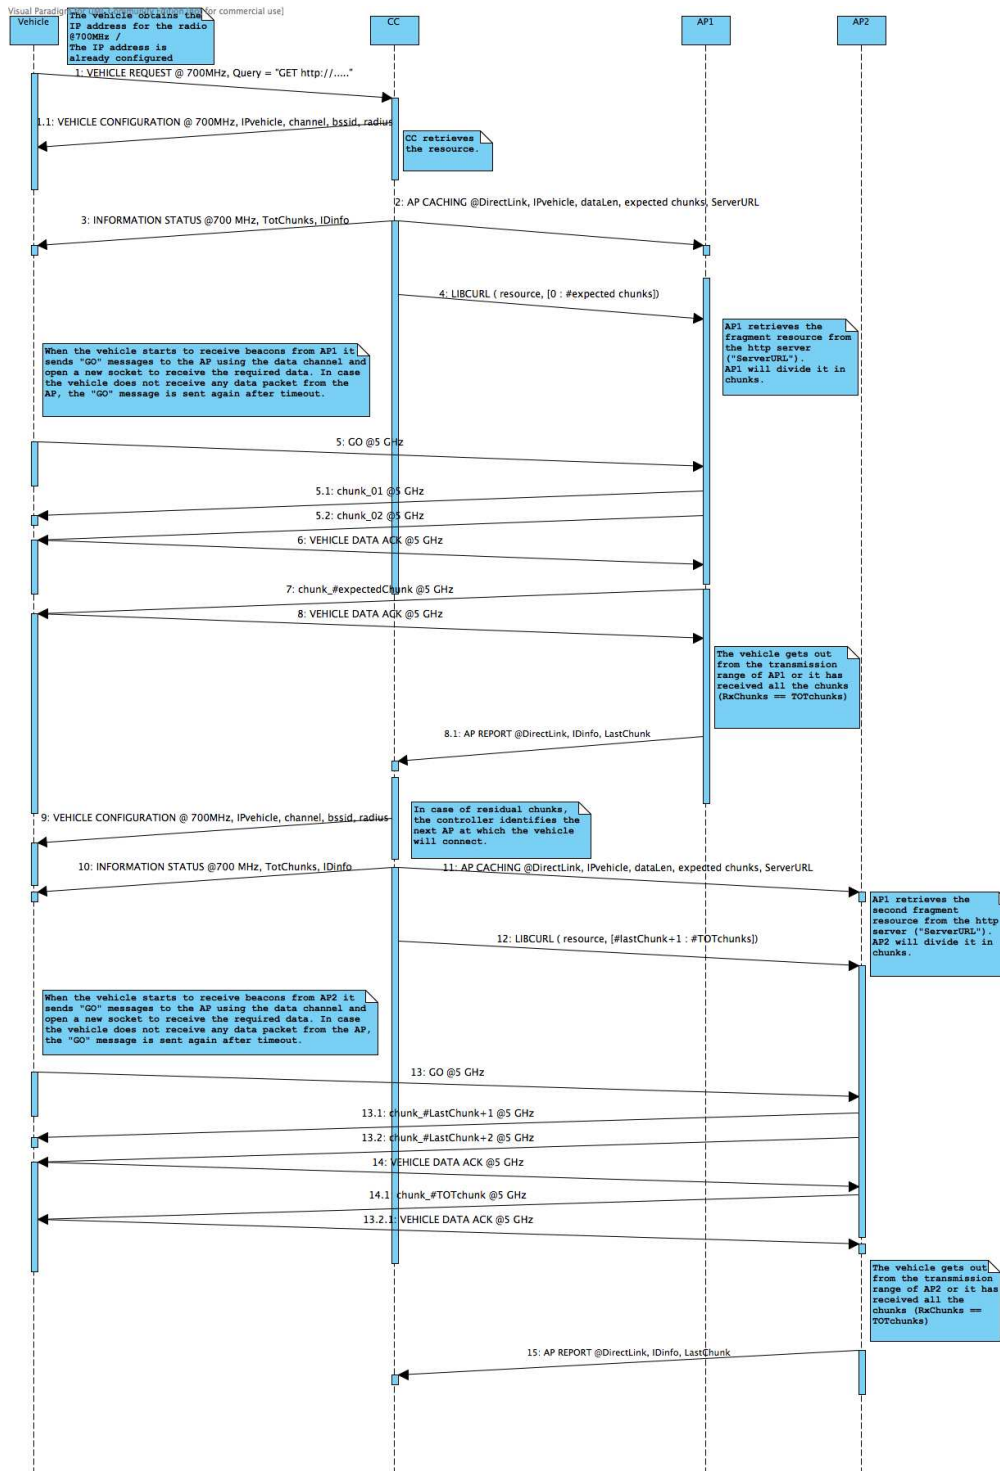 Visual Paradigm for UML Community Edition [not for commercial use]
Vehicle
The vehicle obtains the
IP address for the radio
@700MHz /
The IP address is
already configured
CC
AP1
AP2
1: VEHICLE REQUEST @ 700MHz, Query = "GET http://....."
1.1: VEHICLE CONFIGURATION @ 700MHz, IPvehicle, channel, bssid, radius
CC retrieves
the resource.
2: AP CACHING @DirectLink, IPvehicle, dataLen, expected chunks, ServerURL
3: INFORMATION STATUS @700 MHz, TotChunks, IDinfo
4: LIBCURL ( resource, [0 : #expected chunks])
AP1 retrieves the
fragment resource from
the http server
("ServerURL").
AP1 will divide it in
chunks.
When the vehicle starts to receive beacons from AP1 it
sends "GO" messages to the AP using the data channel and
open a new socket to receive the required data. In case
the vehicle does not receive any data packet from the
AP, the "GO" message is sent again after timeout.
5: GO @5 GHz
5.1: chunk_01 @5 GHz
5.2: chunk_02 @5 GHz
6: VEHICLE DATA ACK @5 GHz
7: chunk_#expectedChunk @5 GHz
8: VEHICLE DATA ACK @5 GHz
The vehicle gets out
from the transmission
range of AP1 or it has
received all the chunks
(RxChunks == TOTchunks)
8.1: AP REPORT @DirectLink, IDinfo, LastChunk
In case of residual chunks,
the controller identifies the
next AP at which the vehicle
will connect.
9: VEHICLE CONFIGURATION @ 700MHz, IPvehicle, channel, bssid, radius
10: INFORMATION STATUS @700 MHz, TotChunks, IDinfo
11: AP CACHING @DirectLink, IPvehicle, dataLen, expected chunks, ServerURL
AP1 retrieves the
second fragment
resource from the http
server ("ServerURL").
AP2 will divide it in
chunks.
12: LIBCURL ( resource, [#lastChunk+1 : #TOTchunks])
When the vehicle starts to receive beacons from AP2 it
sends "GO" messages to the AP using the data channel and
open a new socket to receive the required data. In case
the vehicle does not receive any data packet from the AP,
the "GO" message is sent again after timeout.
13: GO @5 GHz
13.1: chunk_#LastChunk+1 @5 GHz
13.2: chunk_#LastChunk+2 @5 GHz
14: VEHICLE DATA ACK @5 GHz
14.1: chunk_#TOTchunk @5 GHz
13.2.1: VEHICLE DATA ACK @5 GHz
The vehicle gets out
from the transmission
range of AP2 or it has
received all the
chunks (RxChunks ==
TOTchunks)
15: AP REPORT @DirectLink, IDinfo, LastChunk